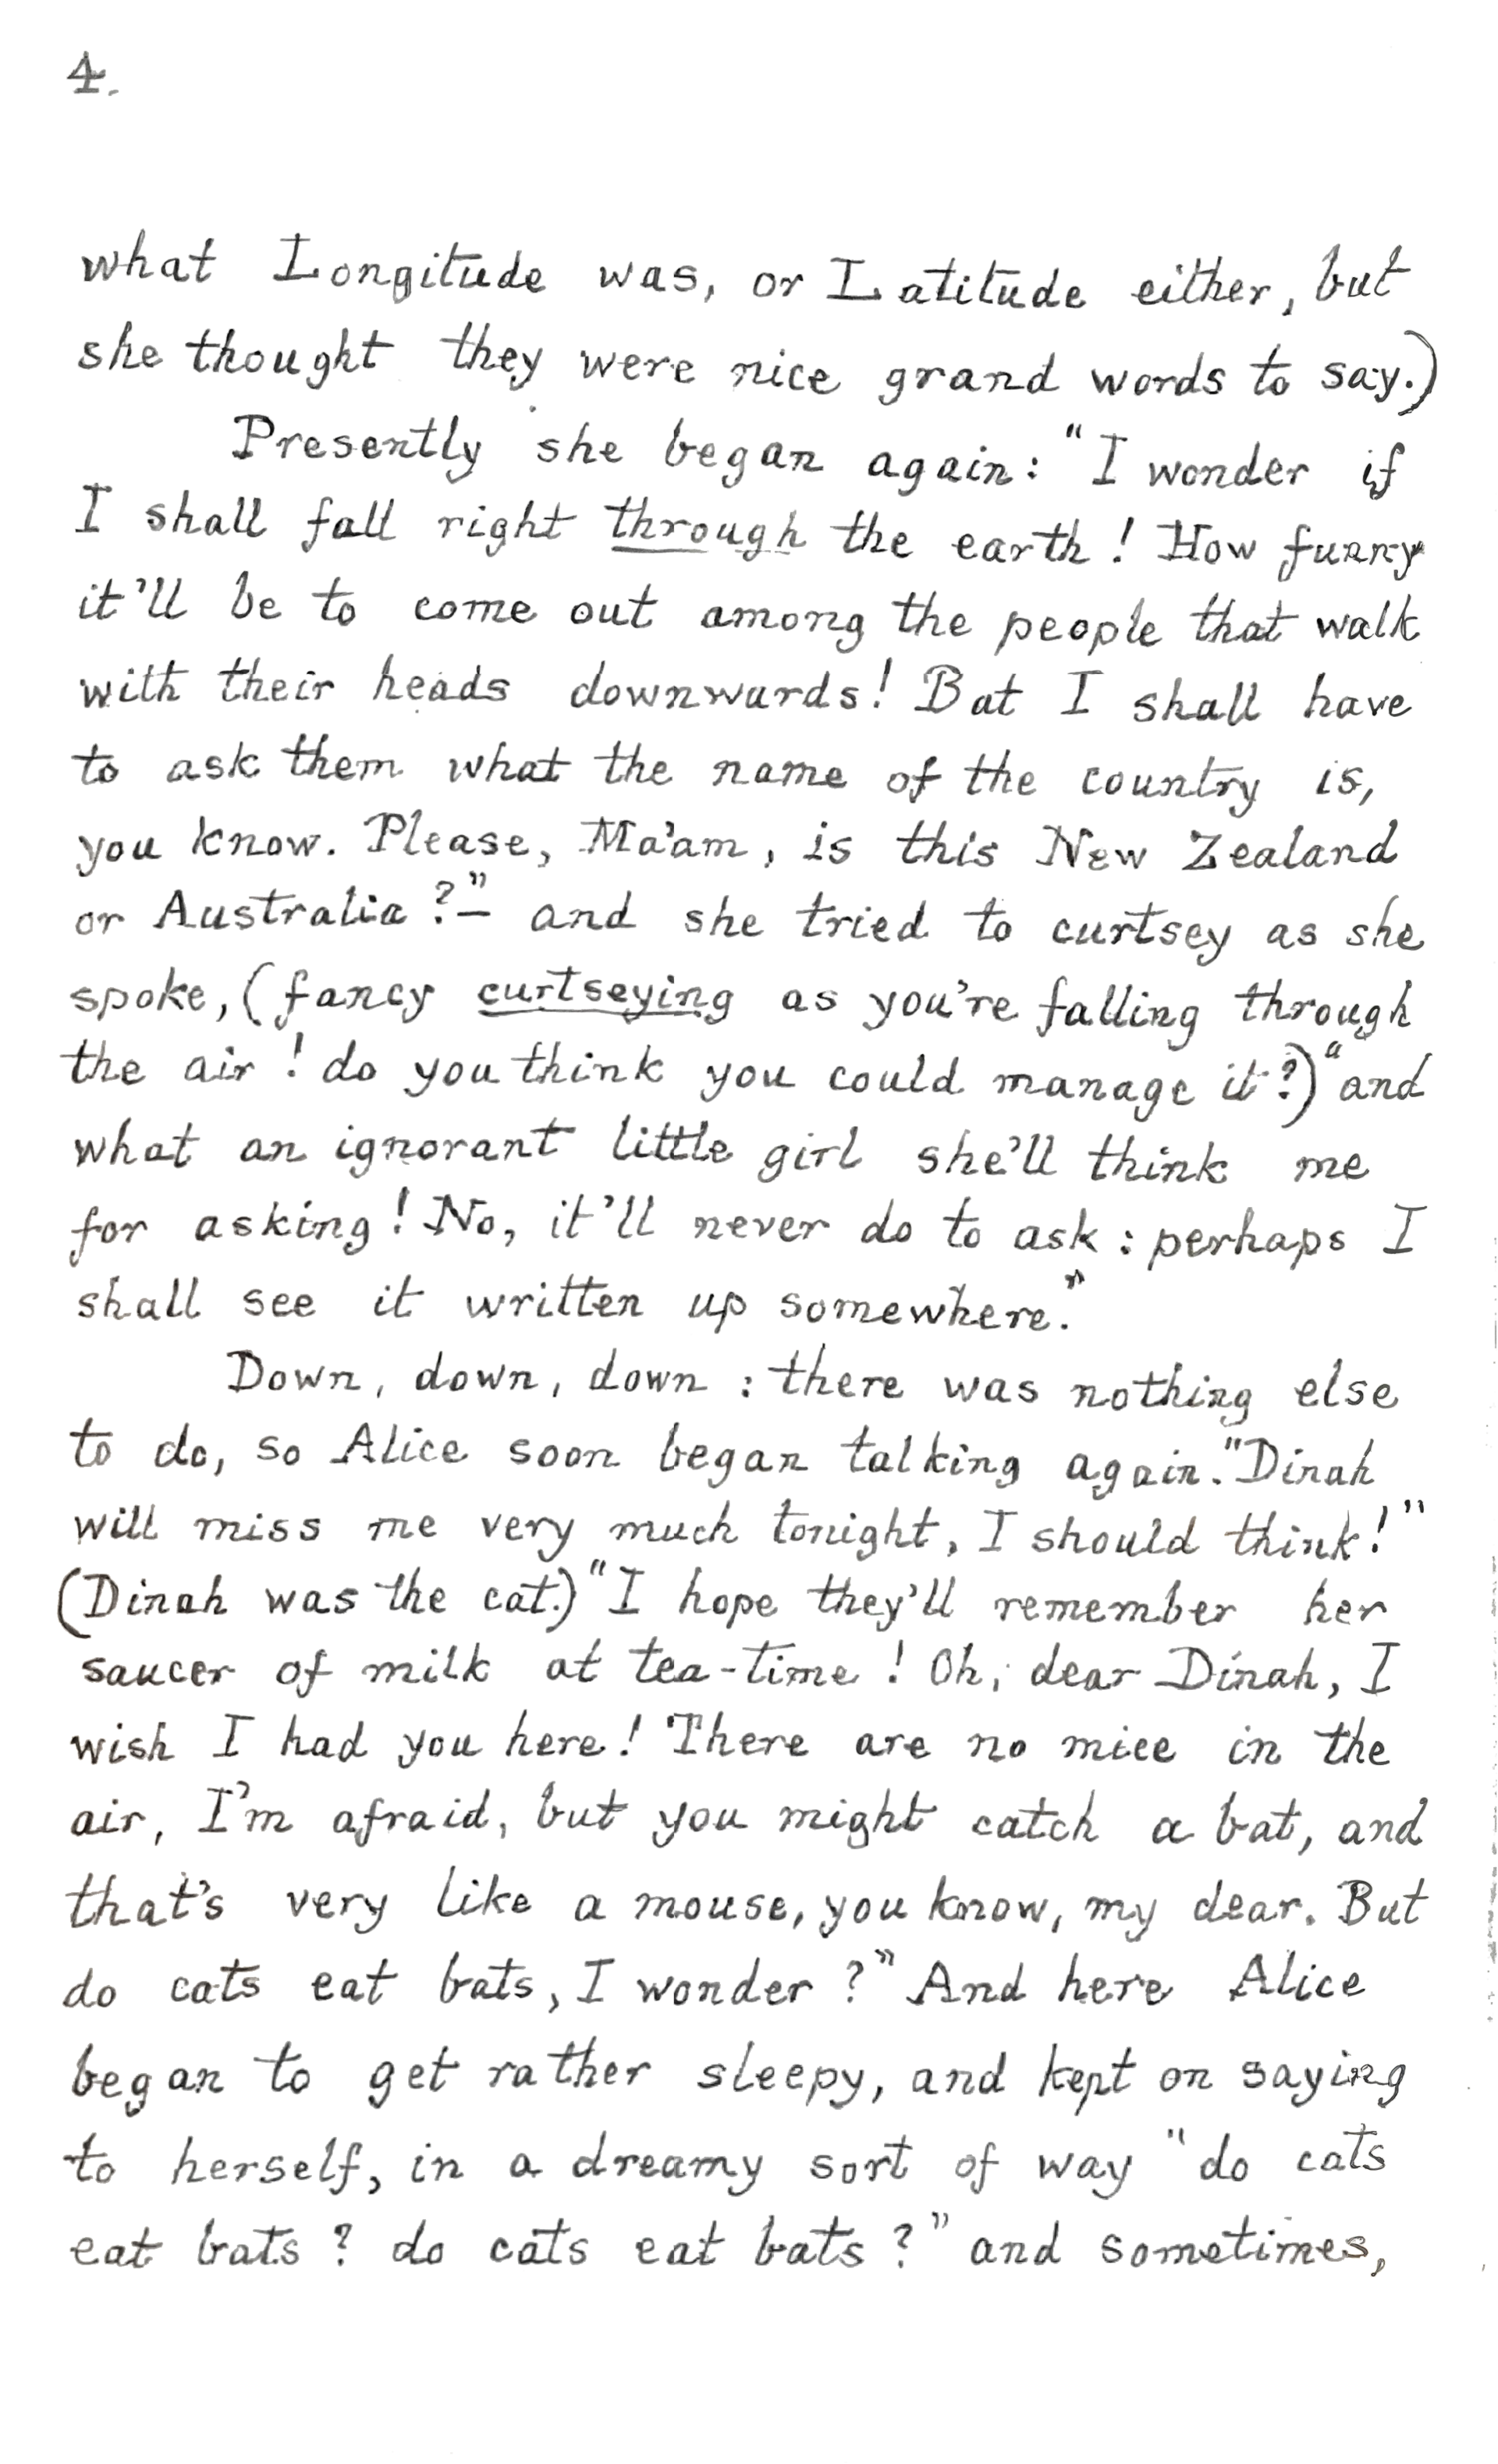 4.
what Longitude was, or Latitude either, but
she thought they were nice grand words to say.)
Presently she began again: "I wonder if
I shall fall right through the earth! How funny
it'll be to come out among the people that walk
with their heads downwards! But I shall have
to ask them what the name of the country is,
you know. Please, Ma'am, is this New Zealand
or Australia?"— and she tried to curtsey as she
spoke, (fancy curtseying as you're falling through
the air! do you think you could manage it?) "and
what an ignorant little girl she'll think me
for asking! No, it'll never do to ask: perhaps I
shall see it written up somewhere."
Down, down, down: there was nothing else
to do, so Alice soon began talking again. "Dinah
will miss me very much tonight, I should think!"
(Dinah was the cat.) "I hope they'll remember her
saucer of milk at tea-time! Oh, dear Dinah, I
wish I had you here! There are no mice in the
air, I'm afraid, but you might catch a bat, and
that's very like a mouse, you know, my dear. But
do cats eat bats, I wonder?" And here Alice
began to get rather sleepy, and kept on saying
to herself, in a dreamy sort of way "do cats
eat bats? do cats eat bats?" and sometimes,